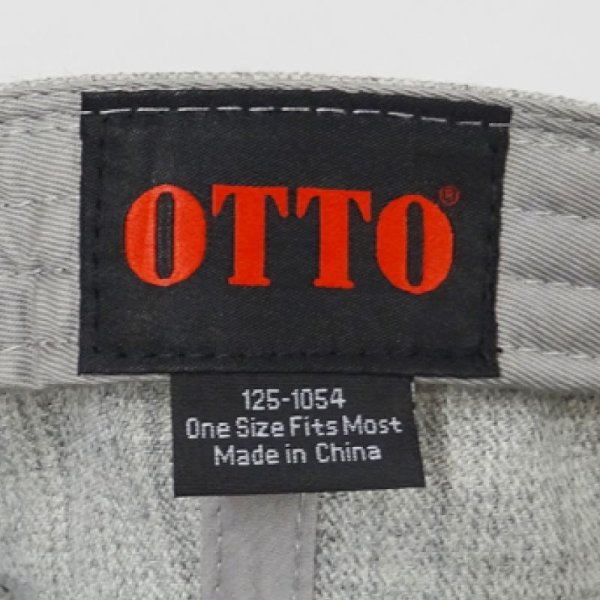 OTTO®
125-1054
One Size Fits Most
Made in China